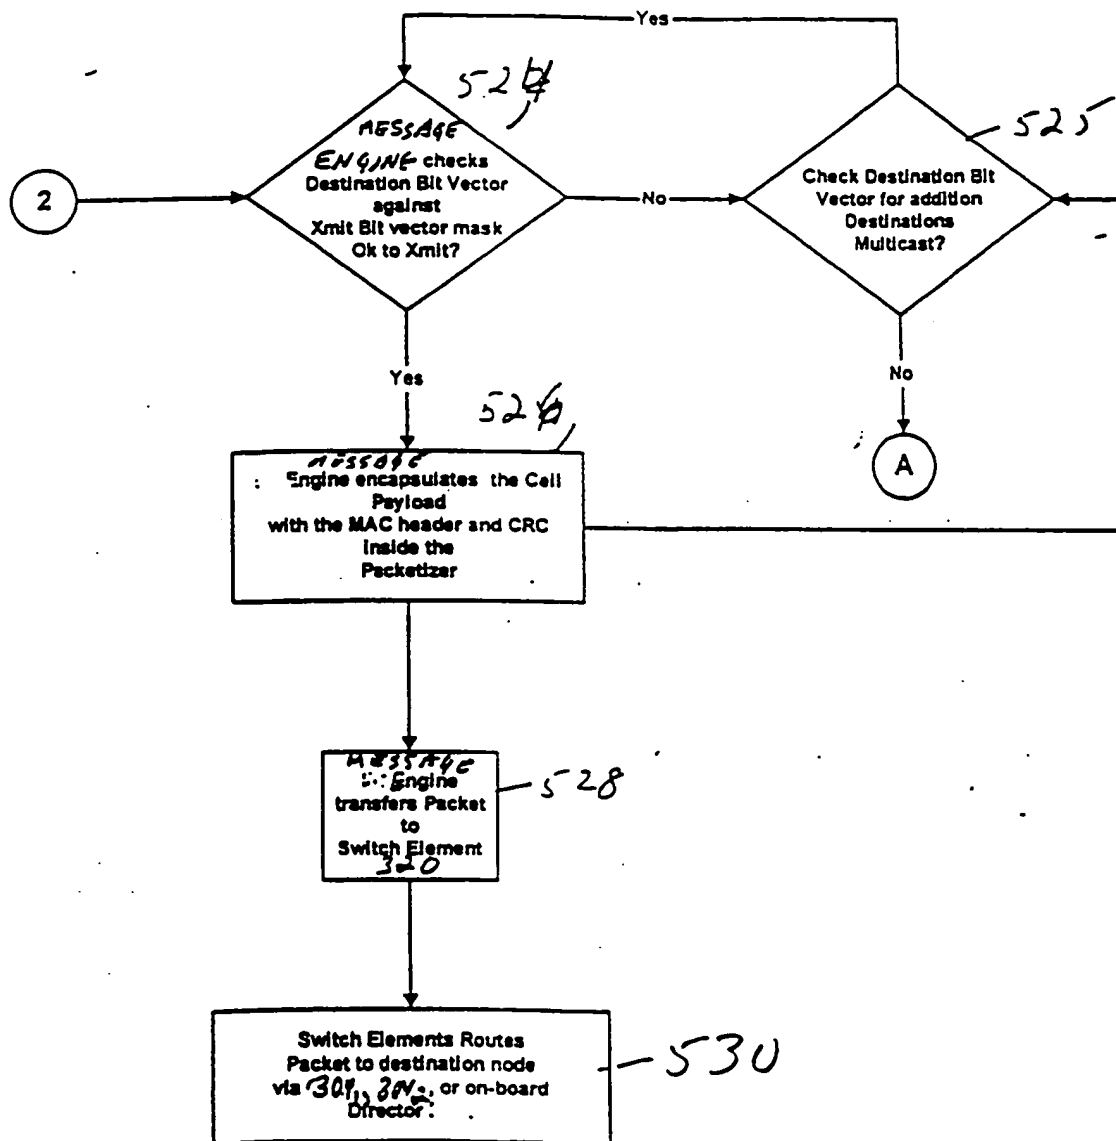 Yes
524
525
MESSAGE
ENGINE checks
Destination Bit Vector
against
Xmit Bit vector mask
Ok to Xmit?
2
No
Check Destination Bit
Vector for addition
Destinations
Multicast?
Yes
No
A
526
MESSAGE
Engine encapsulates the Cell
Payload
with the MAC header and CRC
Inside the
Packetizer
MESSAGE
Engine
transfers Packet
to
Switch Element
320
528
Switch Elements Routes
Packet to destination node
via or on-board
Director
530